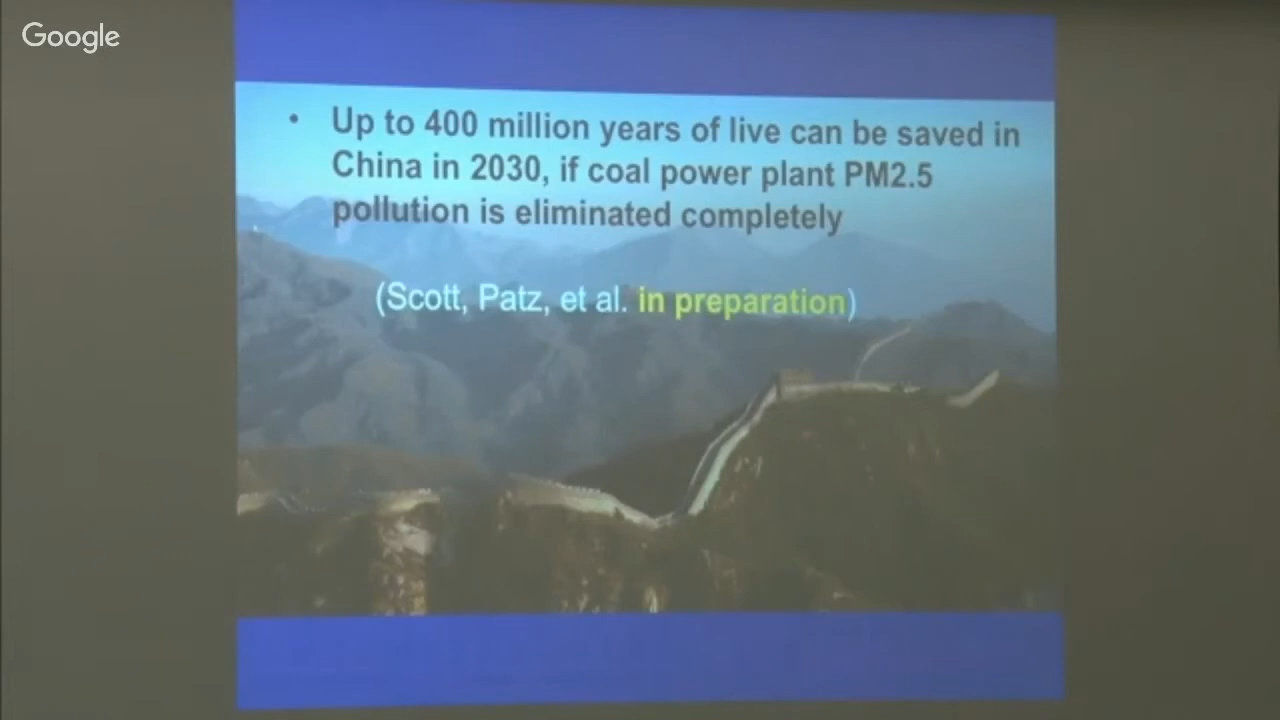 Google
• Up to 400 million years of live can be saved in
China in 2030, if coal power plant PM2.5
pollution is eliminated completely
(Scott, Patz, et al. in preparation)